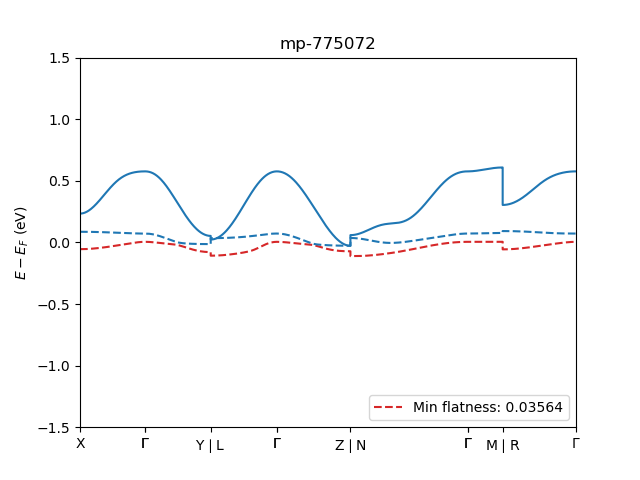 mp-775072
1.5
1.0
0.5
0.0
−0.5
−1.0
−1.5
E − E_F (eV)
Min flatness: 0.03564
X Γ Y | L Γ Z | N Γ M | R Γ